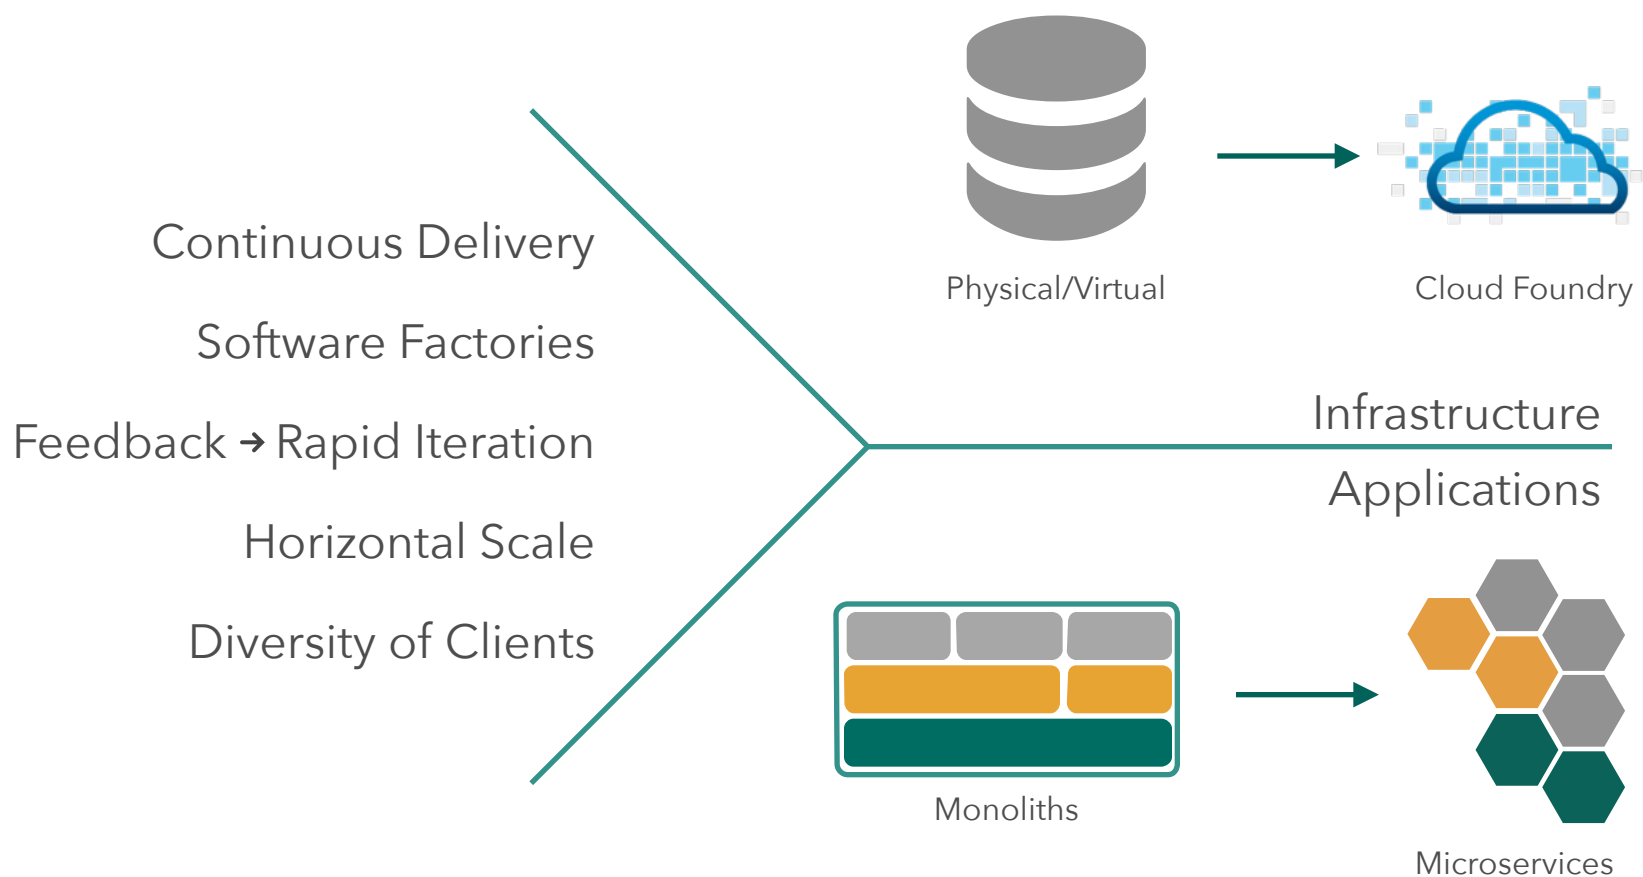 Continuous Delivery
Software Factories
Feedback → Rapid Iteration
Horizontal Scale
Diversity of Clients
Physical/Virtual
Cloud Foundry
Infrastructure
Applications
Monoliths
Microservices